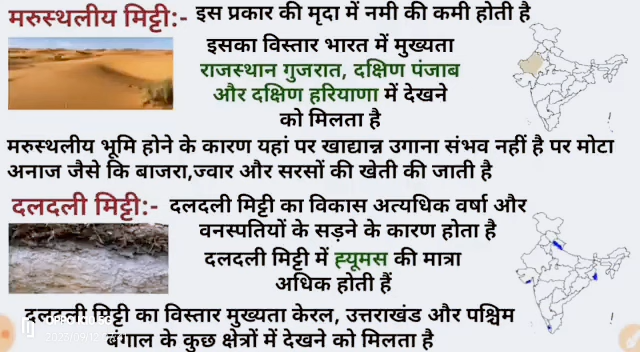 मरुस्थलीय मिट्टी:- इस प्रकार की मृदा में नमी की कमी होती है
इसका विस्तार भारत में मुख्यता
राजस्थान गुजरात, दक्षिण पंजाब
और दक्षिण हरियाणा में देखने
को मिलता है
मरुस्थलीय भूमि होने के कारण यहां पर खाद्यान्न उगाना संभव नहीं है पर मोटा
अनाज जैसे कि बाजरा,ज्वार और सरसों की खेती की जाती है
दलदली मिट्टी:- दलदली मिट्टी का विकास अत्यधिक वर्षा और
वनस्पतियों के सड़ने के कारण होता है
दलदली मिट्टी में ह्यूमस की मात्रा
अधिक होती हैं
दलदली मिट्टी का विस्तार मुख्यता केरल, उत्तराखंड और पश्चिम
बंगाल के कुछ क्षेत्रों में देखने को मिलता है